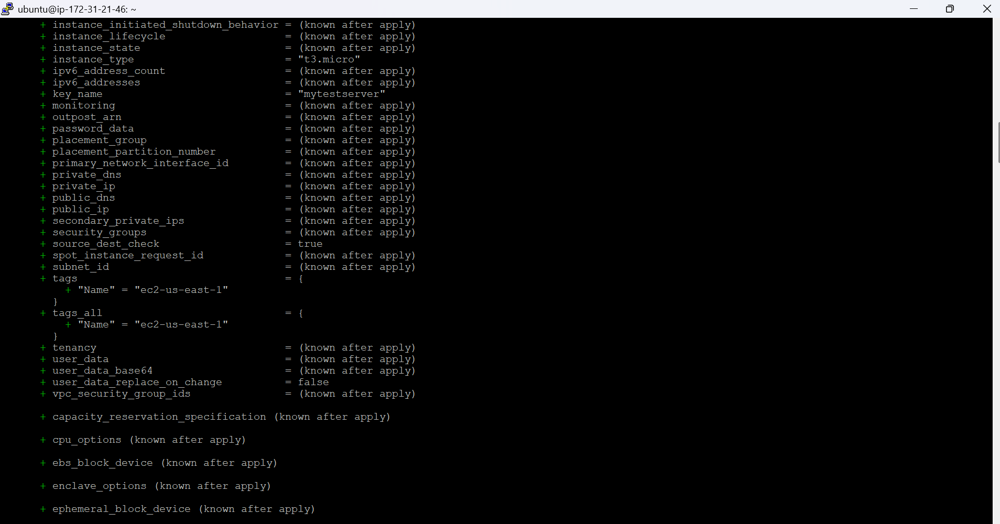 ubuntu@ip-172-31-21-46: ~
+ instance_initiated_shutdown_behavior = (known after apply)
+ instance_lifecycle = (known after apply)
+ instance_state = (known after apply)
+ instance_type = "t3.micro"
+ ipv6_address_count = (known after apply)
+ ipv6_addresses = (known after apply)
+ key_name = "mytestserver"
+ monitoring = (known after apply)
+ outpost_arn = (known after apply)
+ password_data = (known after apply)
+ placement_group = (known after apply)
+ placement_partition_number = (known after apply)
+ primary_network_interface_id = (known after apply)
+ private_dns = (known after apply)
+ private_ip = (known after apply)
+ public_dns = (known after apply)
+ public_ip = (known after apply)
+ secondary_private_ips = (known after apply)
+ security_groups = (known after apply)
+ source_dest_check = true
+ spot_instance_request_id = (known after apply)
+ subnet_id = (known after apply)
+ tags = {
+ "Name" = "ec2-us-east-1"
}
+ tags_all = {
+ "Name" = "ec2-us-east-1"
}
+ tenancy = (known after apply)
+ user_data = (known after apply)
+ user_data_base64 = (known after apply)
+ user_data_replace_on_change = false
+ vpc_security_group_ids = (known after apply)
+ capacity_reservation_specification (known after apply)
+ cpu_options (known after apply)
+ ebs_block_device (known after apply)
+ enclave_options (known after apply)
+ ephemeral_block_device (known after apply)